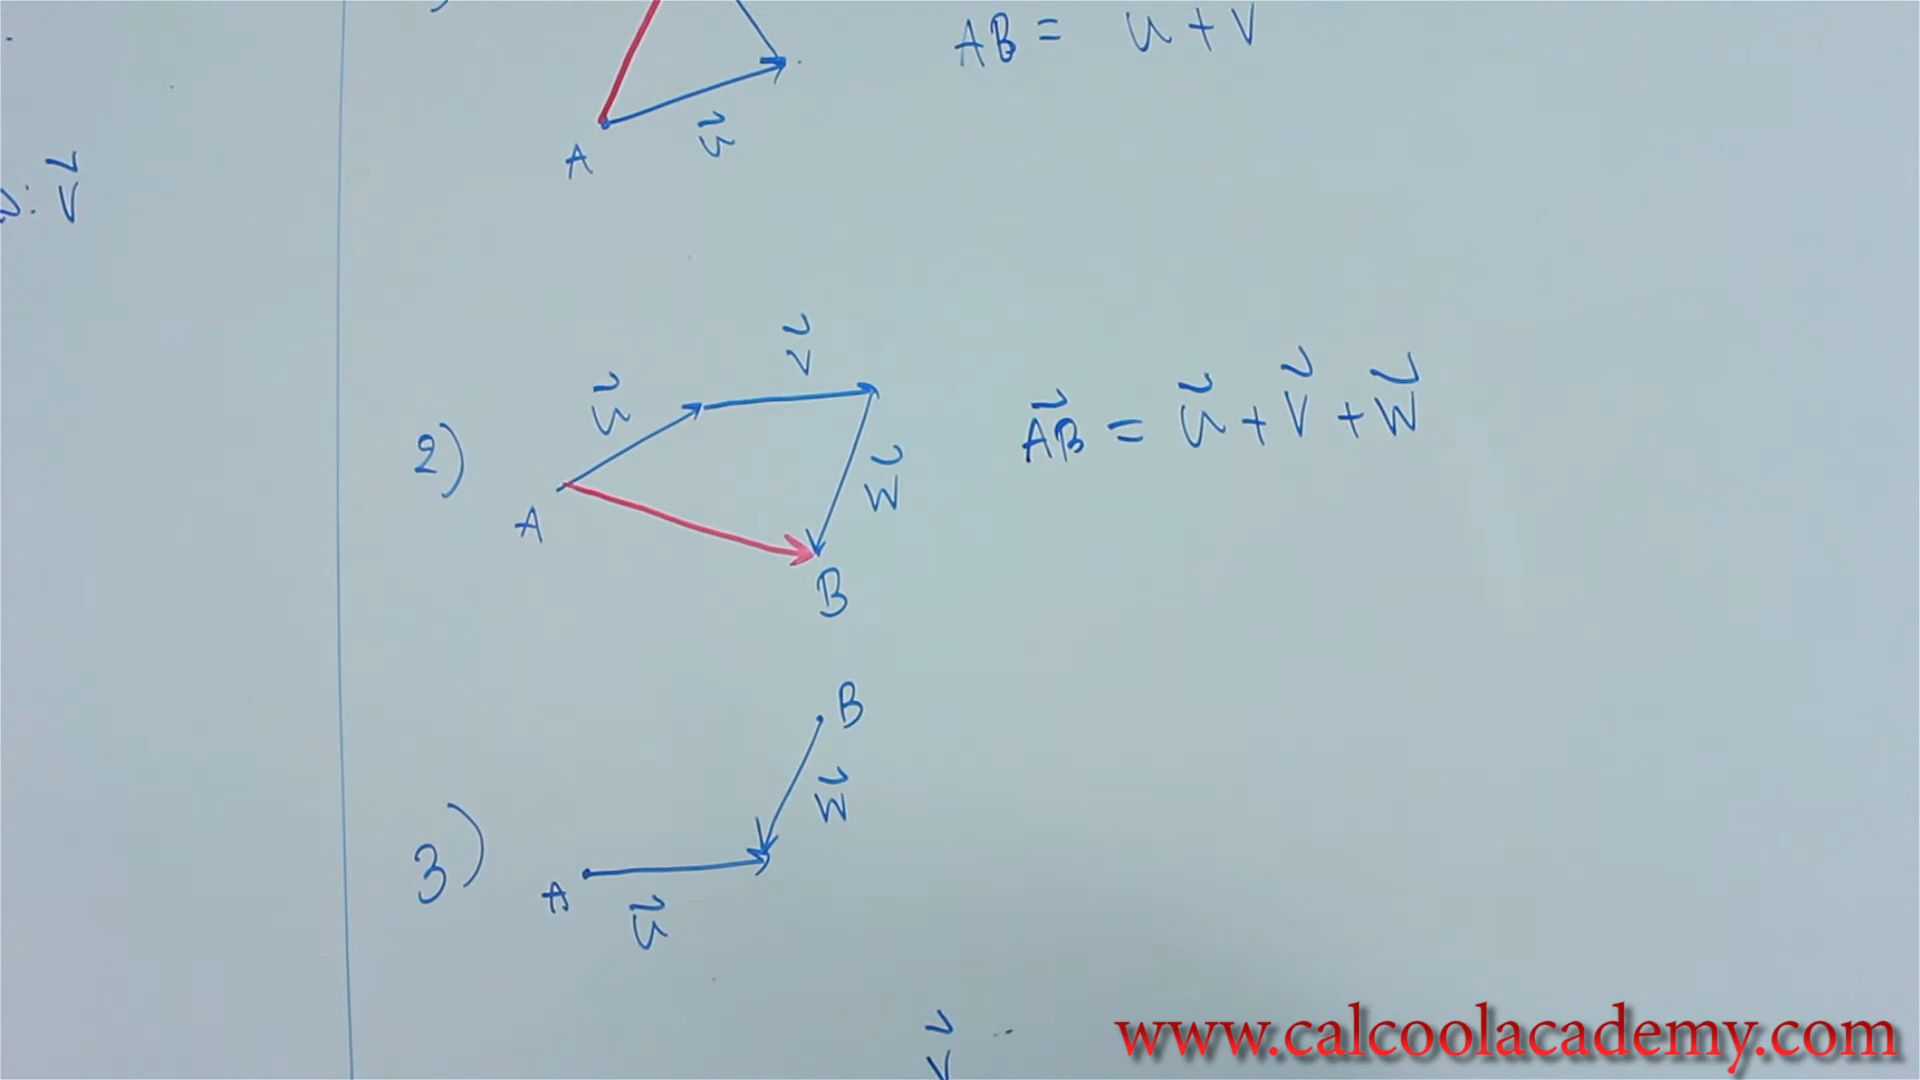 AB = u + v
u
A
v
v
u
AB = u + v + w
2)
w
A
B
B
w
3)
A
u
v
www.calcoolacademy.com